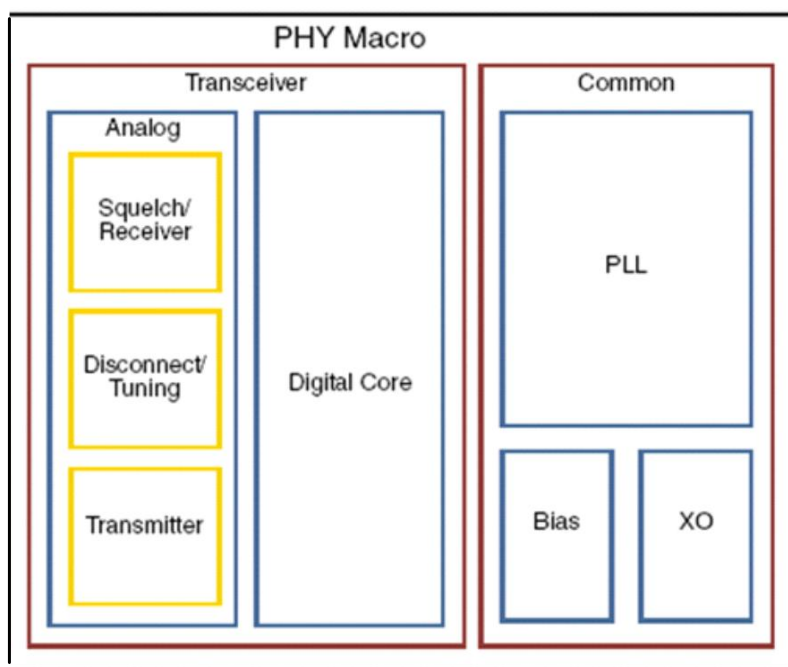 PHY Macro
Transceiver
Analog
Squelch/
Receiver
Disconnect/
Tuning
Transmitter
Digital Core
Common
PLL
Bias
XO